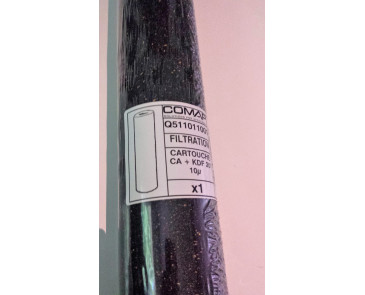 COMAP
FILTRATION
CARTOUCHE
CA + KDF
10µ
x1